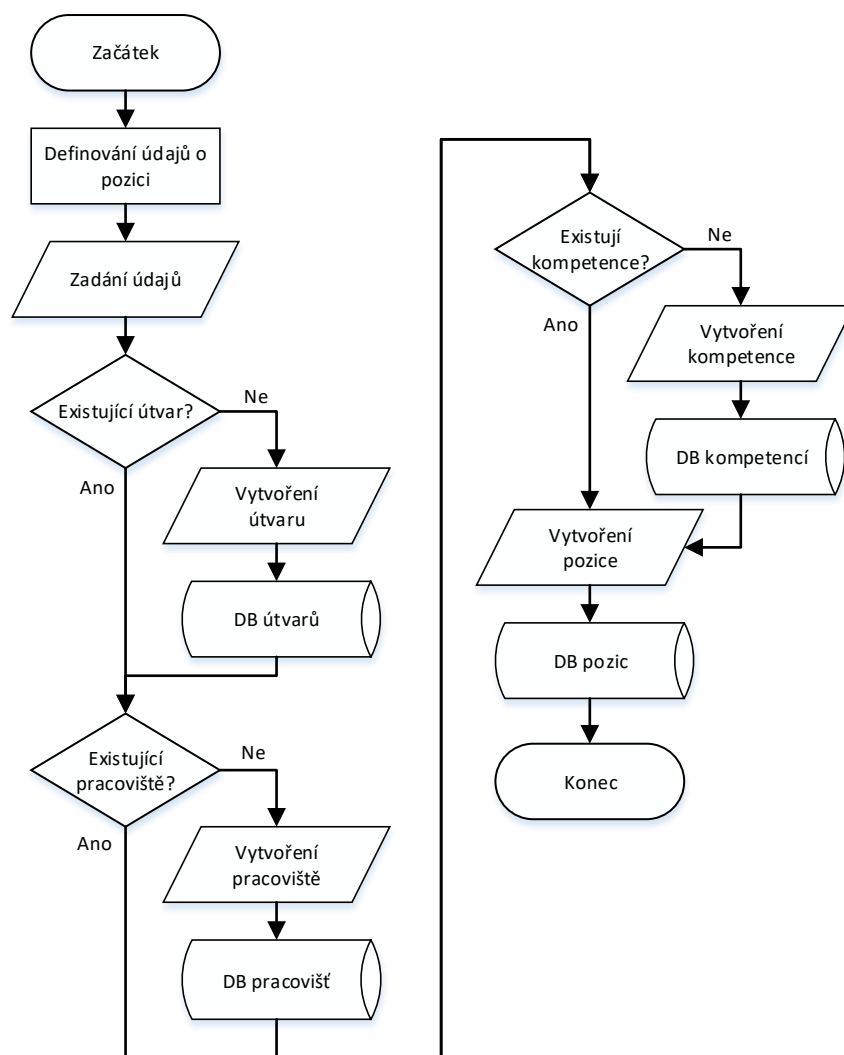 Začátek
Definování údajů o
pozici
Zadání údajů
Existující útvar?
Ne
Ano
Vytvoření
útvaru
DB útvarů
Existující
pracoviště?
Ne
Ano
Vytvoření
pracoviště
DB pracovišť
Existují
kompetence?
Ne
Ano
Vytvoření
kompetence
DB kompetencí
Vytvoření
pozice
DB pozic
Konec